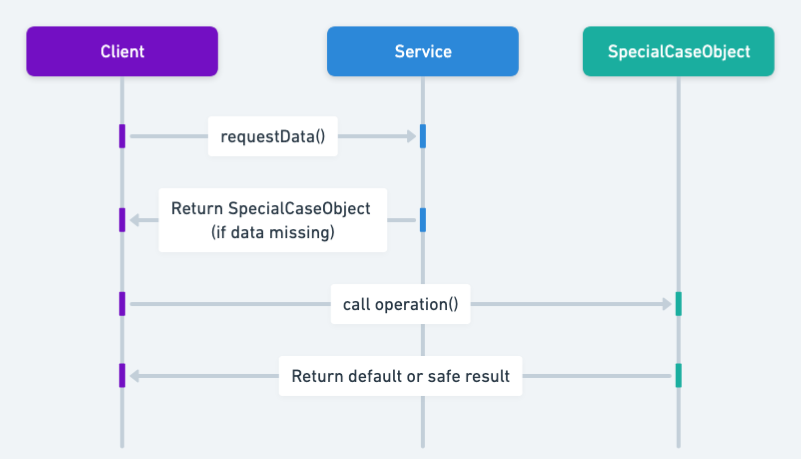 Client
Service
SpecialCaseObject
requestData()
Return SpecialCaseObject
(if data missing)
call operation()
Return default or safe result